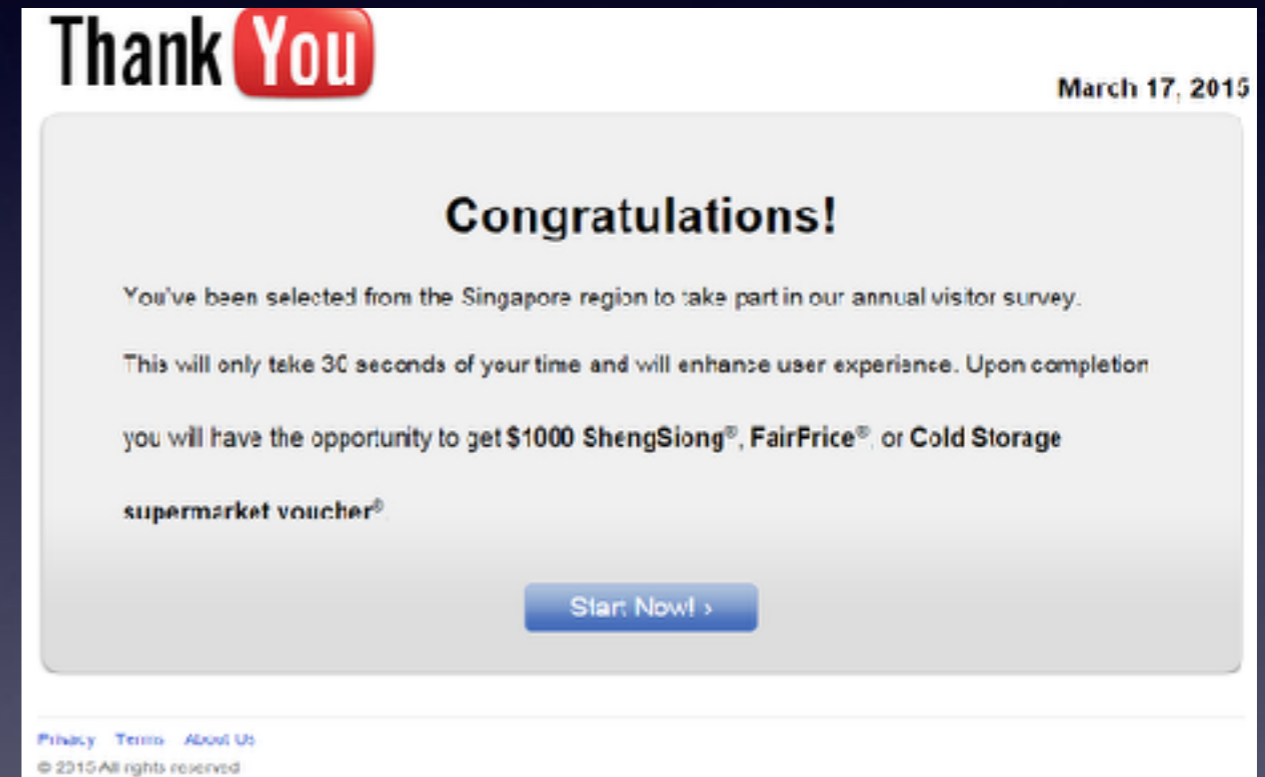 Thank You
March 17, 2015
Congratulations!
You've been selected from the Singapore region to take part in our annual visitor survey.
This will only take 30 seconds of your time and will enhance user experience. Upon completion
you will have the opportunity to get $1000 ShengSiong®, FairPrice®, or Cold Storage
supermarket voucher®.
Start Now! ›
Privacy Terms About Us
© 2015 All rights reserved